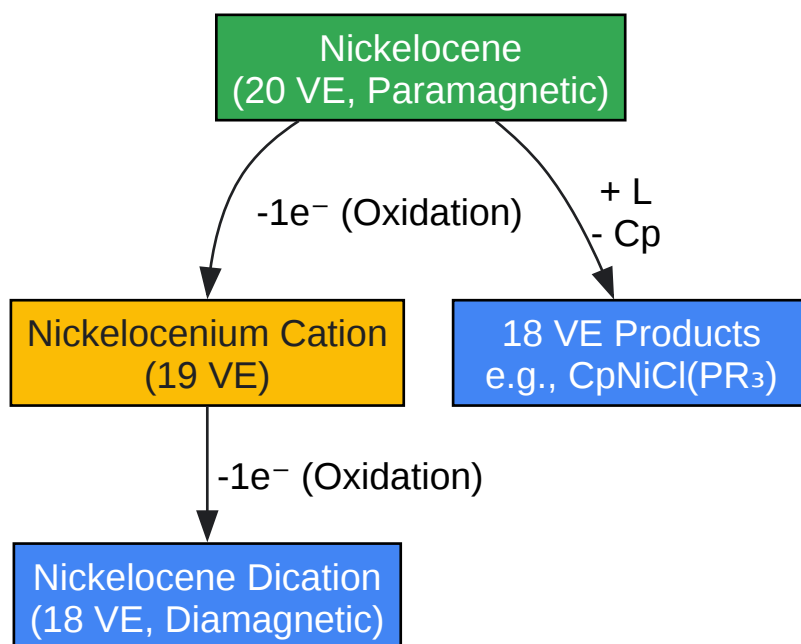 Nickelocene
(20 VE, Paramagnetic)
-1e⁻ (Oxidation)
+ L
- Cp
Nickelocenium Cation
(19 VE)
18 VE Products
e.g., CpNiCl(PR₃)
-1e⁻ (Oxidation)
Nickelocene Dication
(18 VE, Diamagnetic)